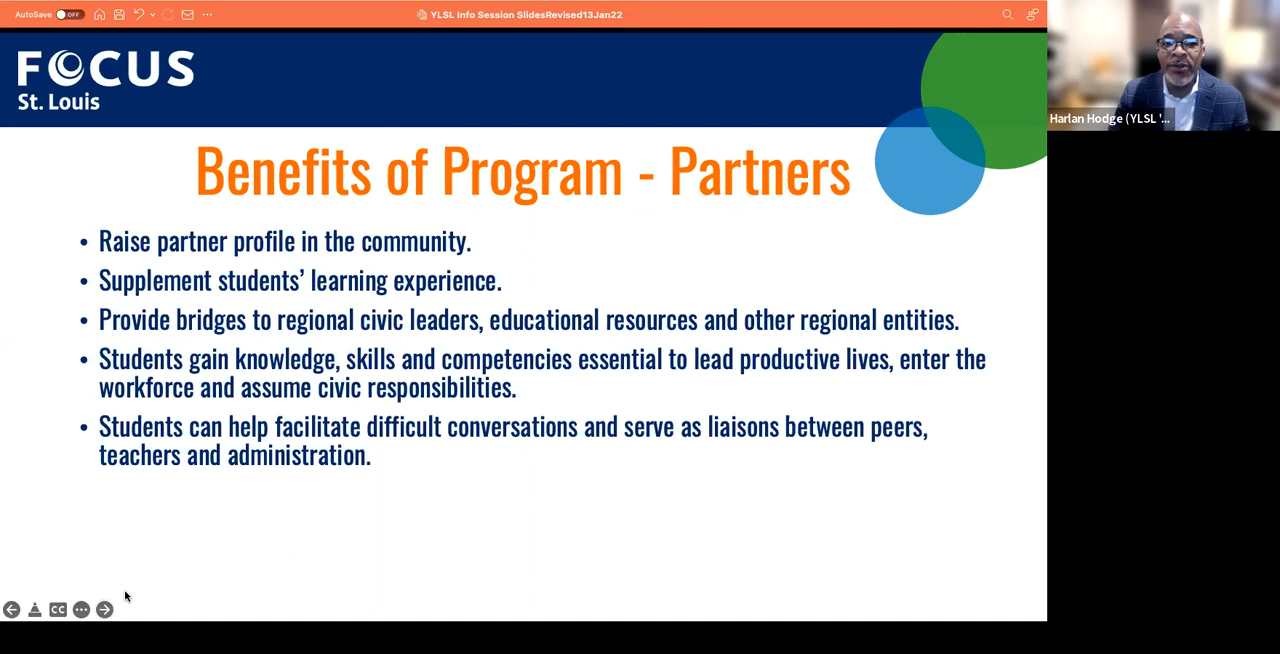 AutoSave OFF
YLSL Info Session SlidesRevised13Jan22
FOCUS
St. Louis
Harlan Hodge (YLSL '...
Benefits of Program - Partners
• Raise partner profile in the community.
• Supplement students’ learning experience.
• Provide bridges to regional civic leaders, educational resources and other regional entities.
• Students gain knowledge, skills and competencies essential to lead productive lives, enter the
workforce and assume civic responsibilities.
• Students can help facilitate difficult conversations and serve as liaisons between peers,
teachers and administration.
CC